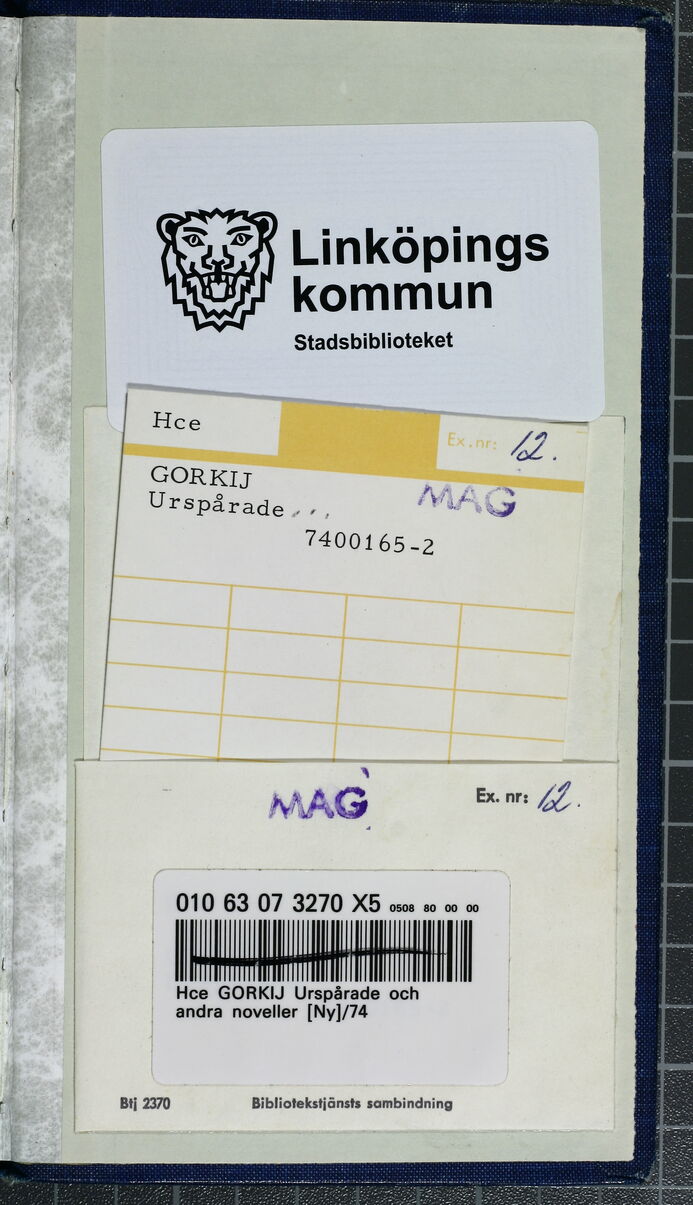 Linköpings
kommun
Stadsbiblioteket
Hce
Ex.nr: 12.
GORKIJ
MAG
Urspårade...
7400165-2
MAG
Ex. nr: 12.
010 63 07 3270 X5 0508 80 00 00
Hce GORKIJ Urspårade och
andra noveller [Ny]/74
Btj 2370 Bibliotekstjänsts sambindning